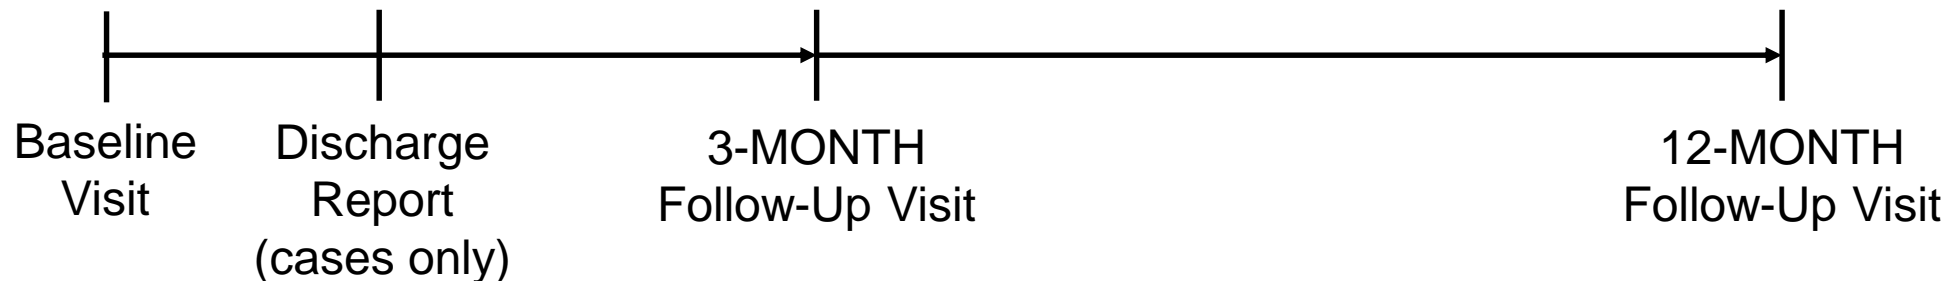 Baseline
Visit
Discharge
Report
(cases only)
3-MONTH
Follow-Up Visit
12-MONTH
Follow-Up Visit